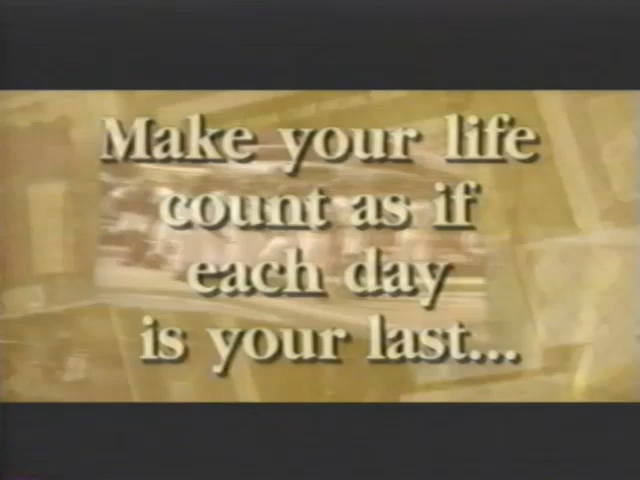 Make your life
count as if
each day
is your last...